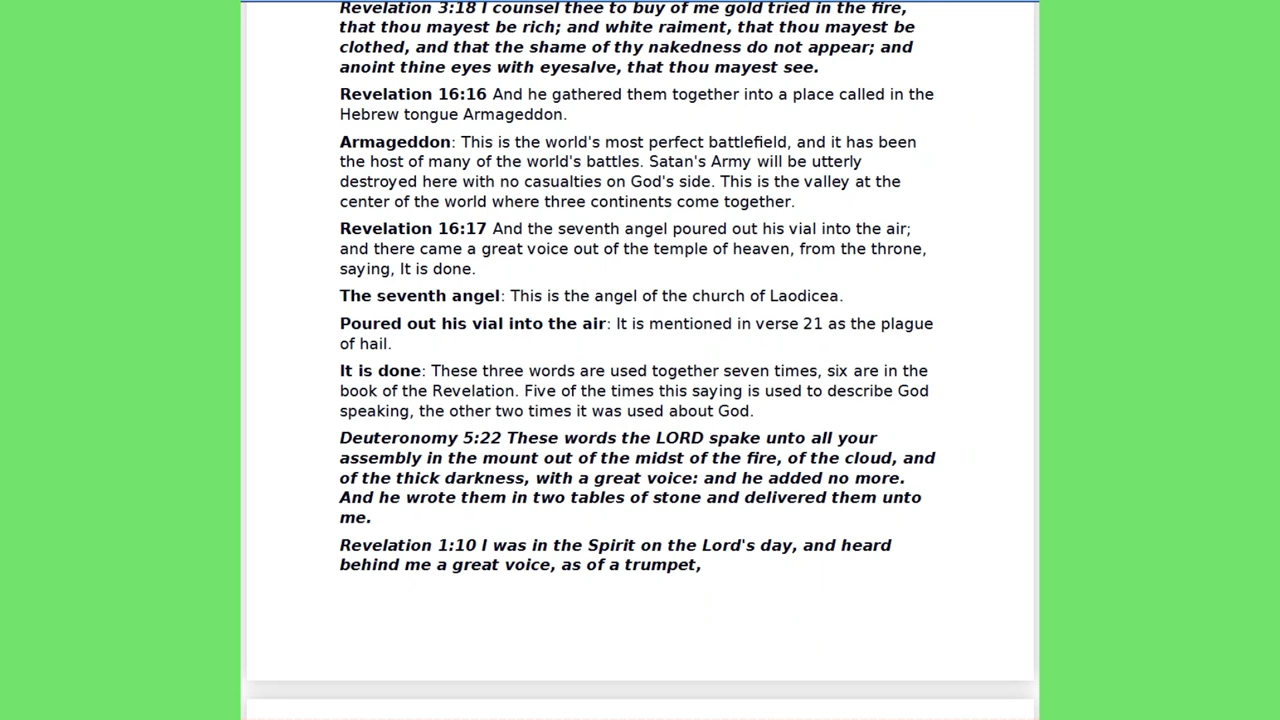 Revelation 3:18 I counsel thee to buy of me gold tried in the fire,
that thou mayest be rich; and white raiment, that thou mayest be
clothed, and that the shame of thy nakedness do not appear; and
anoint thine eyes with eyesalve, that thou mayest see.
Revelation 16:16 And he gathered them together into a place called in the
Hebrew tongue Armageddon.
Armageddon: This is the world's most perfect battlefield, and it has been
the host of many of the world's battles. Satan's Army will be utterly
destroyed here with no casualties on God's side. This is the valley at the
center of the world where three continents come together.
Revelation 16:17 And the seventh angel poured out his vial into the air;
and there came a great voice out of the temple of heaven, from the throne,
saying, It is done.
The seventh angel: This is the angel of the church of Laodicea.
Poured out his vial into the air: It is mentioned in verse 21 as the plague
of hail.
It is done: These three words are used together seven times, six are in the
book of the Revelation. Five of the times this saying is used to describe God
speaking, the other two times it was used about God.
Deuteronomy 5:22 These words the LORD spake unto all your
assembly in the mount out of the midst of the fire, of the cloud, and
of the thick darkness, with a great voice: and he added no more.
And he wrote them in two tables of stone and delivered them unto
me.
Revelation 1:10 I was in the Spirit on the Lord's day, and heard
behind me a great voice, as of a trumpet,